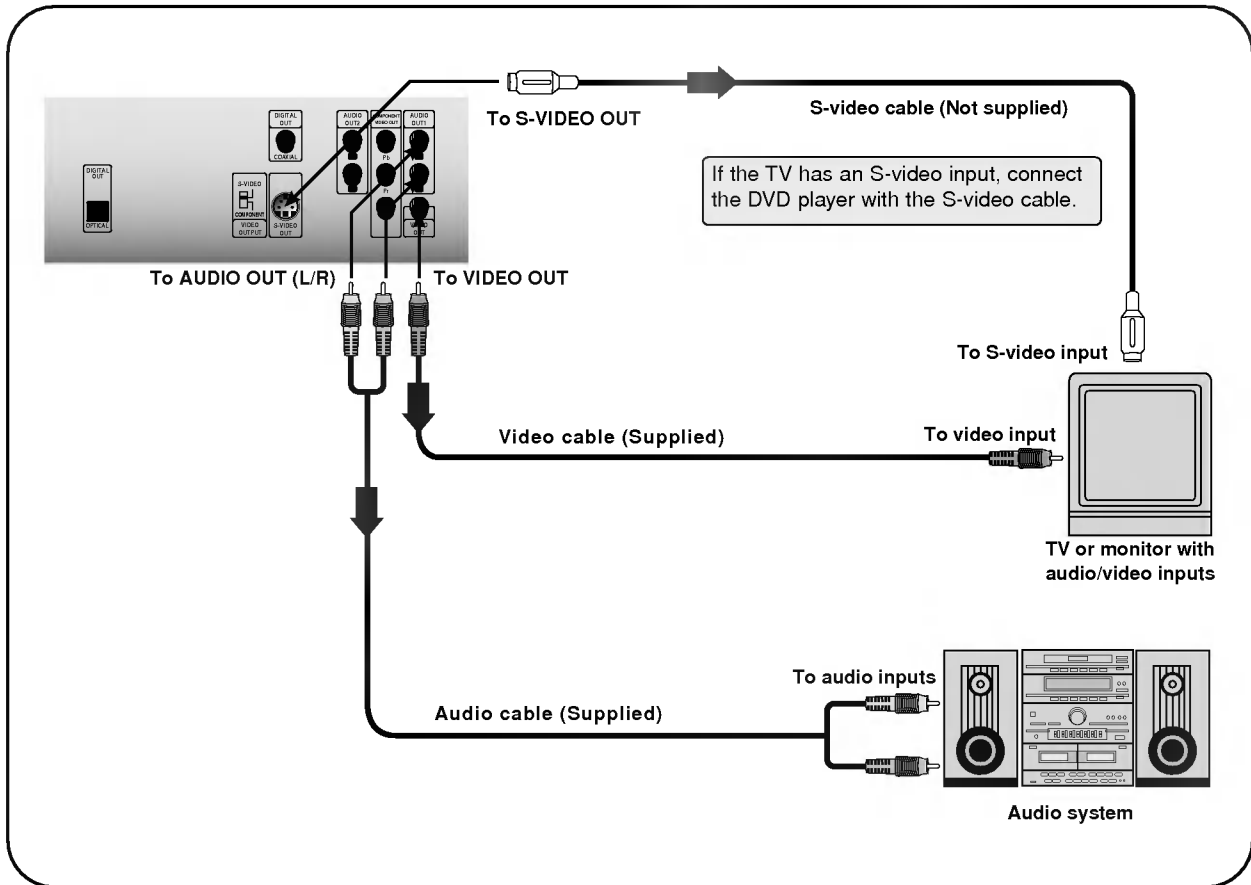 To S-VIDEO OUT
S-video cable (Not supplied)
DIGITAL
OUT
COAXIAL
AUDIO
OUT2
COMPONENT
VIDEO OUT
AUDIO
OUT1
Pb
Pr
DIGITAL
OUT
OPTICAL
S-VIDEO
COMPONENT
VIDEO
OUTPUT
S-VIDEO
OUT
VIDEO
OUT
If the TV has an S-video input, connect
the DVD player with the S-video cable.
To AUDIO OUT (L/R)
To VIDEO OUT
To S-video input
Video cable (Supplied)
To video input
TV or monitor with
audio/video inputs
To audio inputs
Audio cable (Supplied)
Audio system